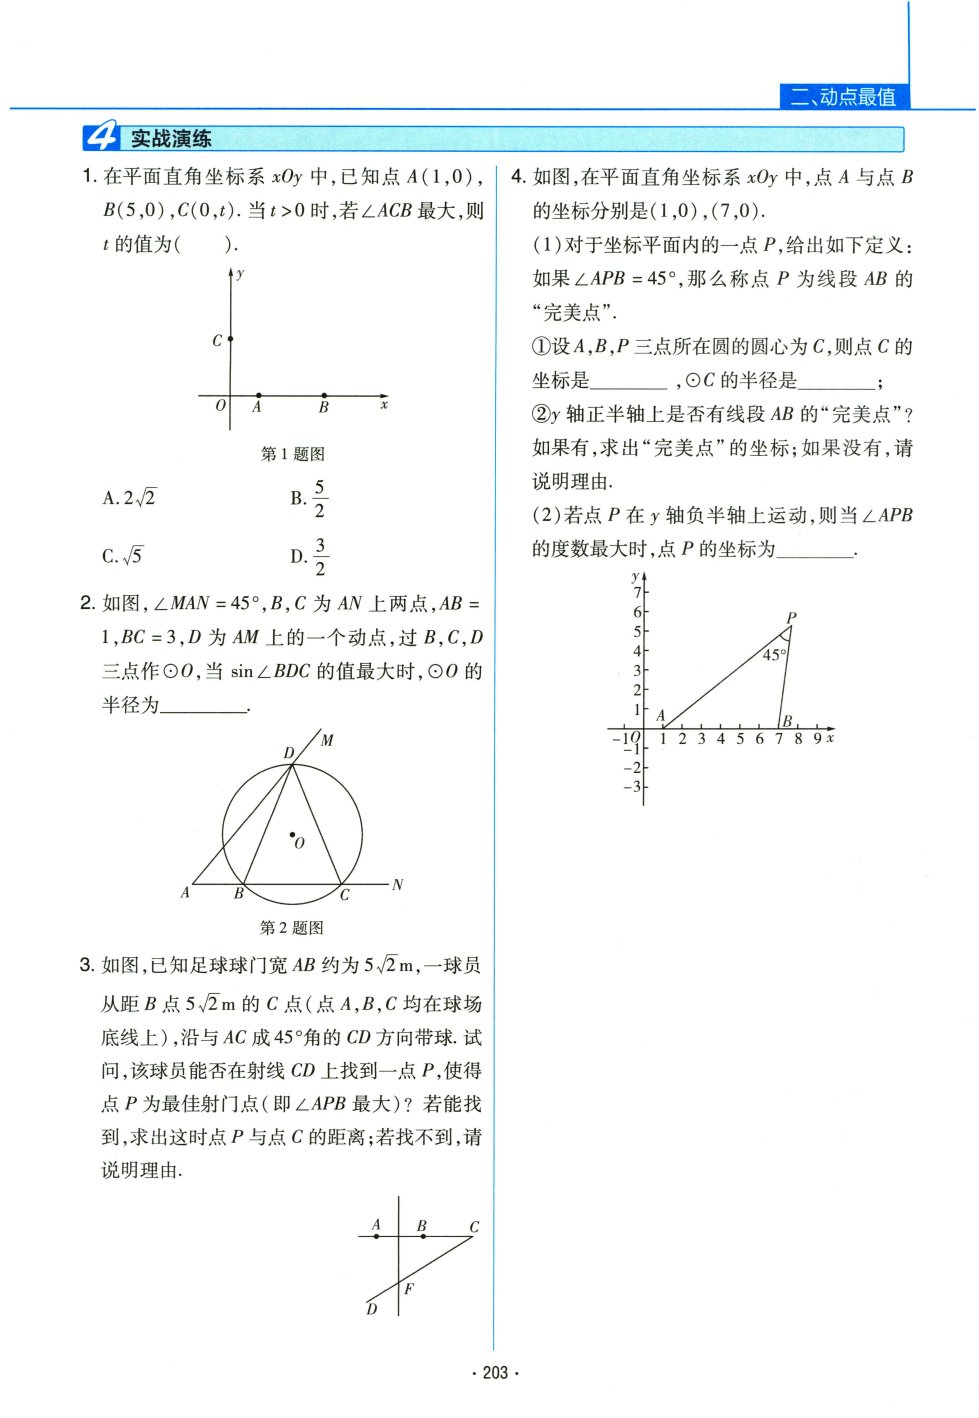 二、动点最值
4 实战演练
1. 在平面直角坐标系 xOy 中,已知点 A(1,0),
B(5,0),C(0,t). 当 t>0 时,若∠ACB 最大,则
t 的值为(　　).
y
C
O A B x
第 1 题图
A. 2√2 B. 5/2
C. √5 D. 3/2
2. 如图,∠MAN = 45°,B,C 为 AN 上两点,AB =
1,BC = 3,D 为 AM 上的一个动点,过 B,C,D
三点作⊙O,当 sin∠BDC 的值最大时,⊙O 的
半径为________.
D M
O
A B C N
第 2 题图
3. 如图,已知足球球门宽 AB 约为 5√2 m,一球员
从距 B 点 5√2 m 的 C 点(点 A,B,C 均在球场
底线上),沿与 AC 成 45°角的 CD 方向带球. 试
问,该球员能否在射线 CD 上找到一点 P,使得
点 P 为最佳射门点(即∠APB 最大)? 若能找
到,求出这时点 P 与点 C 的距离;若找不到,请
说明理由.
A B C
F
D
4. 如图,在平面直角坐标系 xOy 中,点 A 与点 B
的坐标分别是(1,0),(7,0).
(1)对于坐标平面内的一点 P,给出如下定义:
如果∠APB = 45°,那么称点 P 为线段 AB 的
“完美点”.
①设 A,B,P 三点所在圆的圆心为 C,则点 C 的
坐标是________,⊙C 的半径是________;
②y 轴正半轴上是否有线段 AB 的“完美点”?
如果有,求出“完美点”的坐标;如果没有,请
说明理由.
(2)若点 P 在 y 轴负半轴上运动,则当∠APB
的度数最大时,点 P 的坐标为________.
y
7
6
P
5
4
45°
3
2
1
A B
-1 O 1 2 3 4 5 6 7 8 9 x
-1
-2
-3
· 203 ·